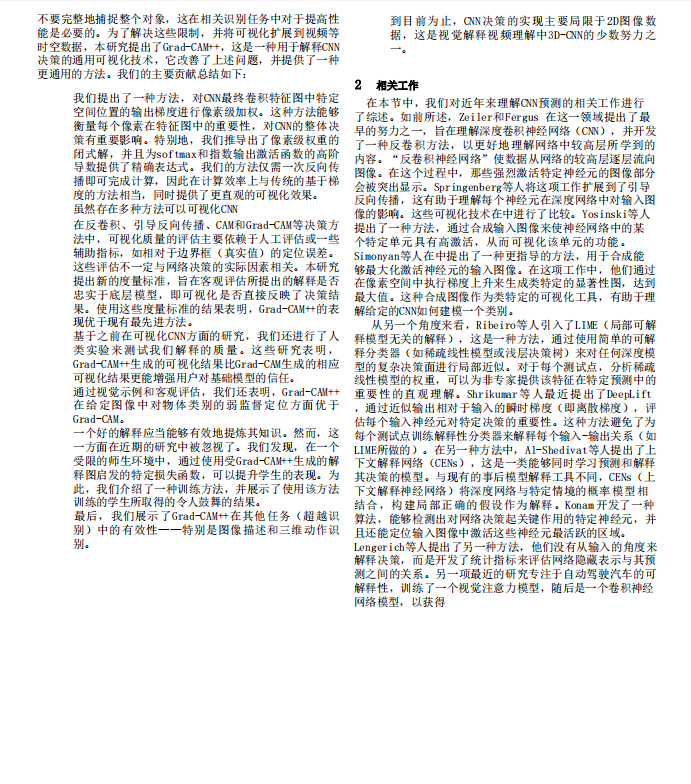 不要完整地捕捉整个对象，这在相关识别任务中对于提高性
能是必要的。为了解决这些限制，并将可视化扩展到视频等
时空数据，本研究提出了Grad-CAM++，这是一种用于解释CNN
决策的通用可视化技术，它改善了上述问题，并提供了一种
更通用的方法。我们的主要贡献总结如下：
我们提出了一种方法，对CNN最终卷积特征图中特定
空间位置的输出梯度进行像素级加权。这种方法能够
衡量每个像素在特征图中的重要性，对CNN的整体决
策有重要影响。特别地，我们推导出了像素级权重的
闭式解，并且为softmax和指数输出激活函数的高阶
导数提供了精确表达式。我们的方法仅需一次反向传
播即可完成计算，因此在计算效率上与传统的基于梯
度的方法相当，同时提供了更直观的可视化效果。
虽然存在多种方法可以可视化CNN
在反卷积、引导反向传播、CAM和Grad-CAM等决策方
法中，可视化质量的评估主要依赖于人工评估或一些
辅助指标，如相对于边界框（真实值）的定位误差。
这些评估不一定与网络决策的实际因素相关。本研究
提出新的度量标准，旨在客观评估所提出的解释是否
忠实于底层模型，即可视化是否直接反映了决策结
果。使用这些度量标准的结果表明，Grad-CAM++的表
现优于现有最先进方法。
基于之前在可视化CNN方面的研究，我们还进行了人
类实验来测试我们解释的质量。这些研究表明，
Grad-CAM++生成的可视化结果比Grad-CAM生成的相应
可视化结果更能增强用户对基础模型的信任。
通过视觉示例和客观评估，我们还表明，Grad-CAM++
在给定图像中对物体类别的弱监督定位方面优于
Grad-CAM。
一个好的解释应当能够有效地提炼其知识。然而，这
一方面在近期的研究中被忽视了。我们发现，在一个
受限的师生环境中，通过使用受Grad-CAM++生成的解
释图启发的特定损失函数，可以提升学生的表现。为
此，我们介绍了一种训练方法，并展示了使用该方法
训练的学生所取得的令人鼓舞的结果。
最后，我们展示了Grad-CAM++在其他任务（超越识
别）中的有效性——特别是图像描述和三维动作识
别。
到目前为止，CNN决策的实现主要局限于2D图像数
据，这是视觉解释视频理解中3D-CNN的少数努力之
一。
2 相关工作
在本节中，我们对近年来理解CNN预测的相关工作进行
了综述。如前所述，Zeiler和Fergus 在这一领域提出了最
早的努力之一，旨在理解深度卷积神经网络（CNN），并开发
了一种反卷积方法，以更好地理解网络中较高层所学到的
内容。“反卷积神经网络”使数据从网络的较高层逐层流向
图像。在这个过程中，那些强烈激活特定神经元的图像部分
会被突出显示。Springenberg等人将这项工作扩展到了引导
反向传播，这有助于理解每个神经元在深度网络中对输入图
像的影响。这些可视化技术在中进行了比较。Yosinski等人
提出了一种方法，通过合成输入图像来使神经网络中的某
个特定单元具有高激活，从而可视化该单元的功能。
Simonyan等人在中提出了一种更指导的方法，用于合成能
够最大化激活神经元的输入图像。在这项工作中，他们通过
在像素空间中执行梯度上升来生成类特定的显著性图，达到
最大值。这种合成图像作为类特定的可视化工具，有助于理
解给定的CNN如何建模一个类别。
从另一个角度来看，Ribeiro等人引入了LIME（局部可解
释模型无关的解释），这是一种方法，通过使用简单的可解
释分类器（如稀疏线性模型或浅层决策树）来对任何深度模
型的复杂决策面进行局部近似。对于每个测试点，分析稀疏
线性模型的权重，可以为非专家提供该特征在特定预测中的
重要性的直观理解。Shrikumar等人最近提出了DeepLift
，通过近似输出相对于输入的瞬时梯度（即离散梯度），评
估每个输入神经元对特定决策的重要性。这种方法避免了为
每个测试点训练解释性分类器来解释每个输入-输出关系（如
LIME所做的）。在另一种方法中，Al-Shedivat等人提出了上
下文解释网络（CENs），这是一类能够同时学习预测和解释
其决策的模型。与现有的事后模型解释工具不同，CENs（上
下文解释神经网络）将深度网络与特定情境的概率模型相
结合，构建局部正确的假设作为解释。Konam开发了一种
算法，能够检测出对网络决策起关键作用的特定神经元，并
且还能定位输入图像中激活这些神经元最活跃的区域。
Lengerich等人提出了另一种方法，他们没有从输入的角度来
解释决策，而是开发了统计指标来评估网络隐藏表示与其预
测之间的关系。另一项最近的研究专注于自动驾驶汽车的可
解释性，训练了一个视觉注意力模型，随后是一个卷积神经
网络模型，以获得